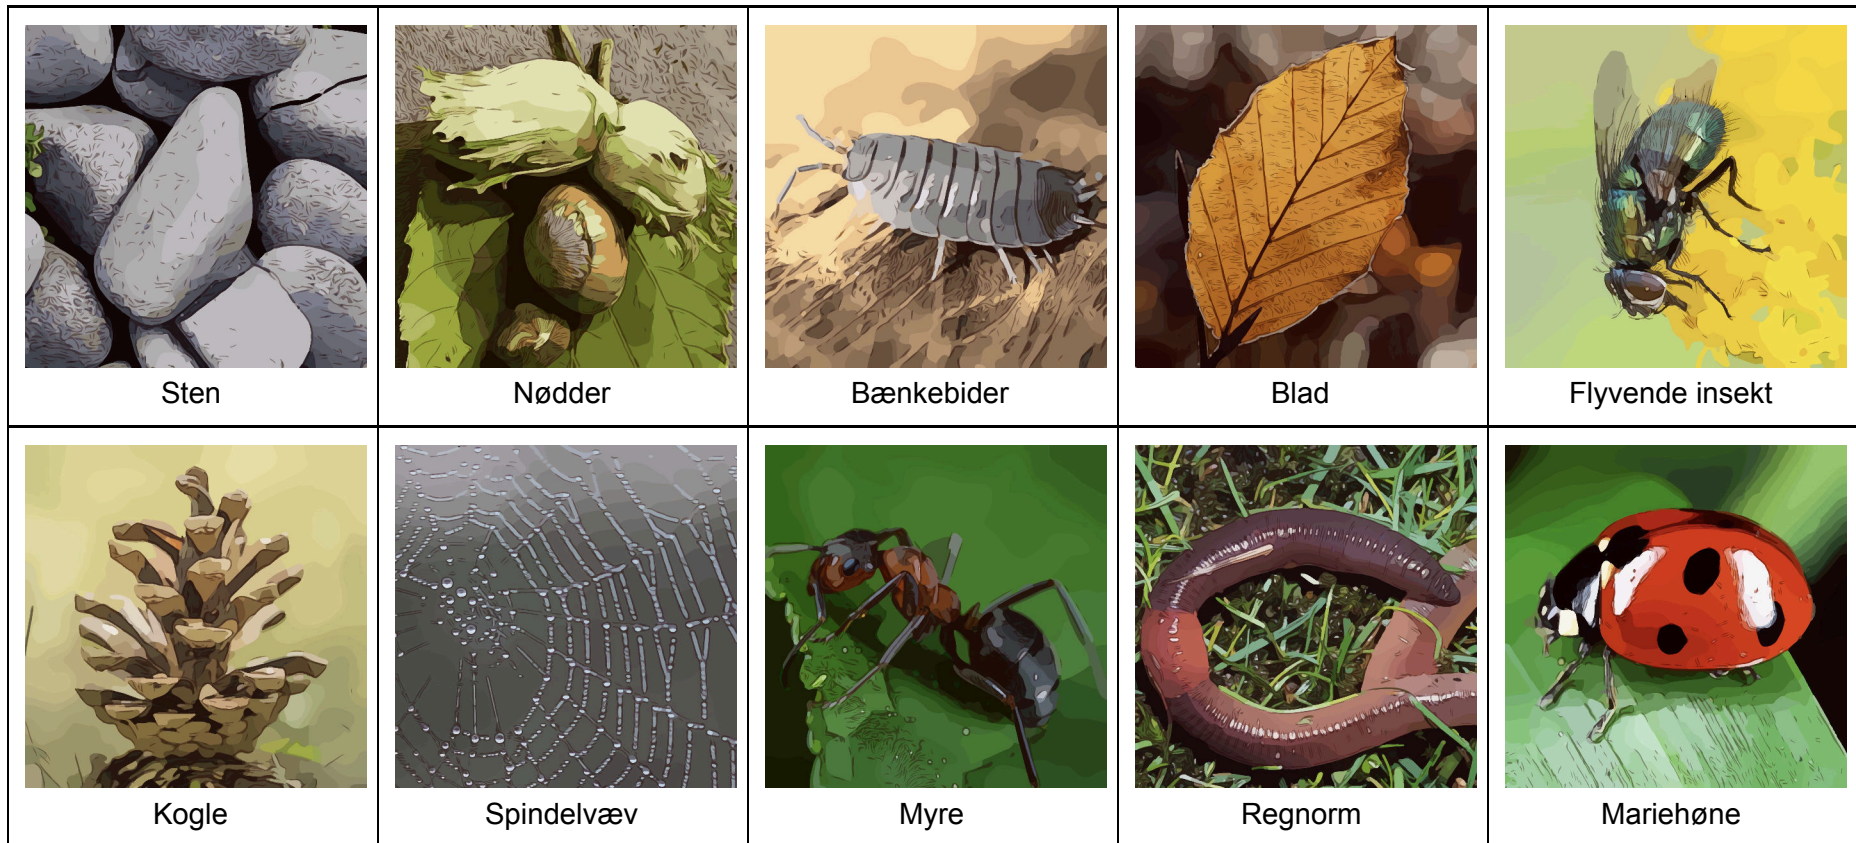 Sten
Nødder
Bænkebider
Blad
Flyvende insekt
Kogle
Spindelvæv
Myre
Regnorm
Mariehøne